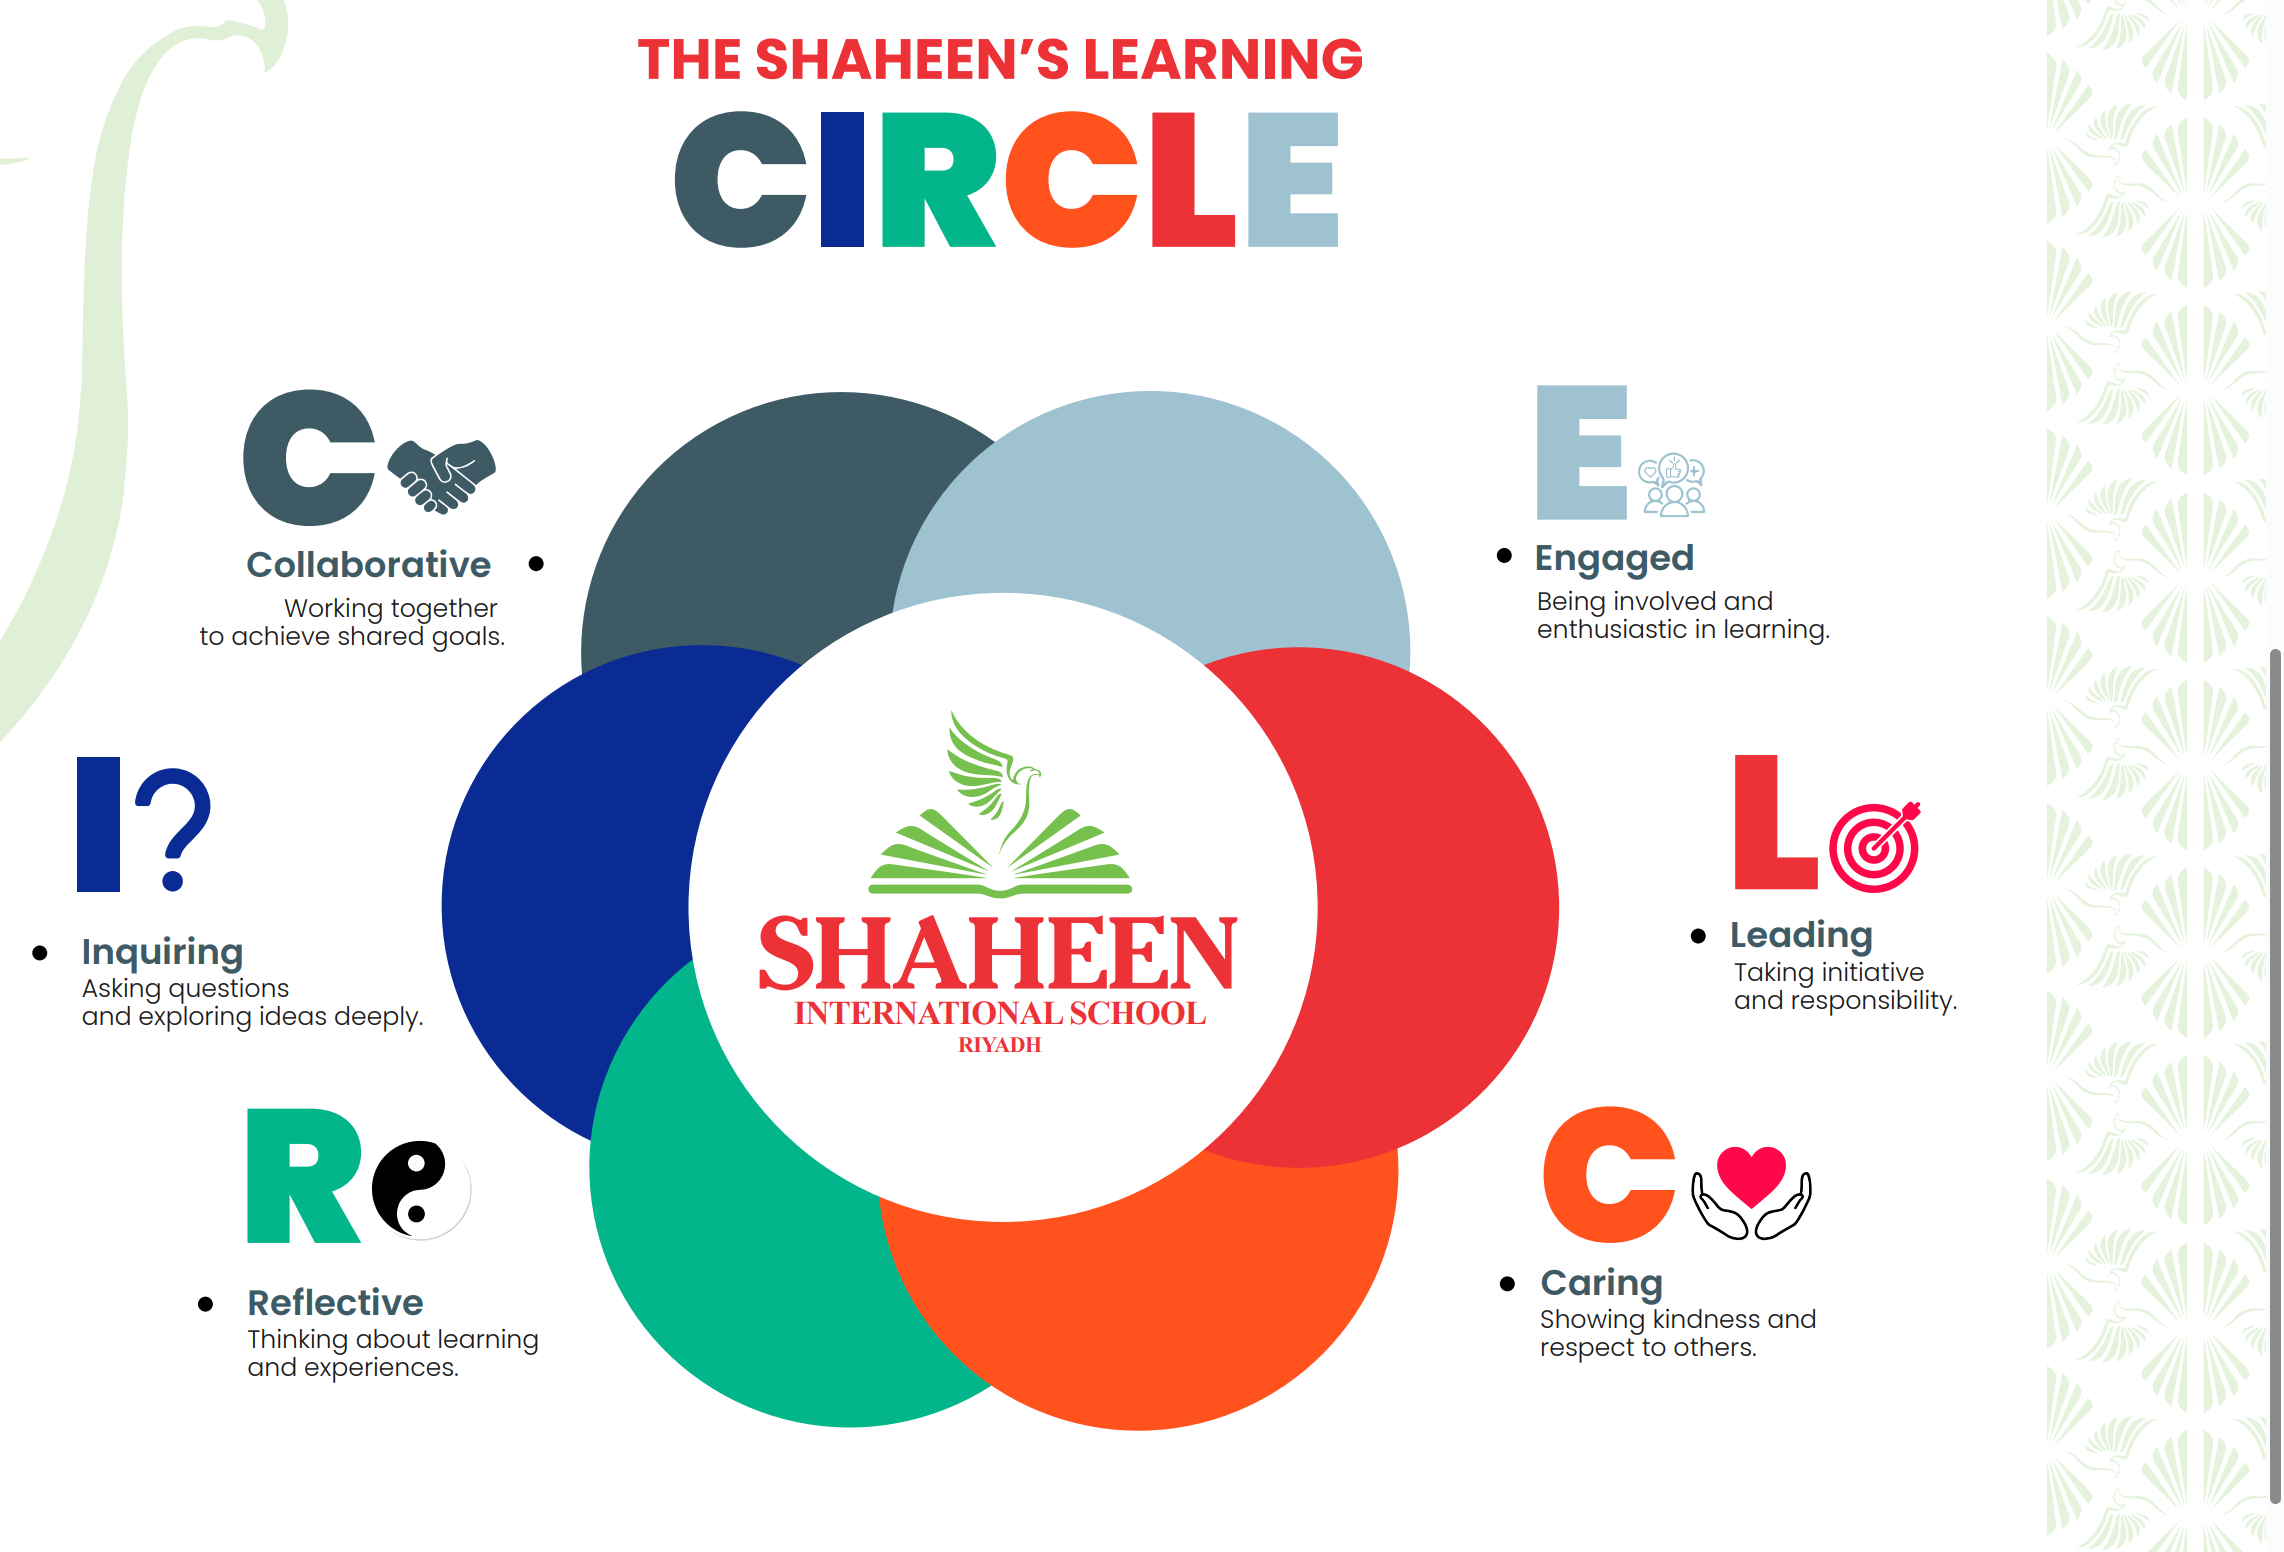 THE SHAHEEN’S LEARNING
CIRCLE
C
Collaborative
Working together
to achieve shared goals.
I?
Inquiring
Asking questions
and exploring ideas deeply.
R
Reflective
Thinking about learning
and experiences.
E
Engaged
Being involved and
enthusiastic in learning.
L
Leading
Taking initiative
and responsibility.
C
Caring
Showing kindness and
respect to others.
SHAHEEN
INTERNATIONAL SCHOOL
RIYADH